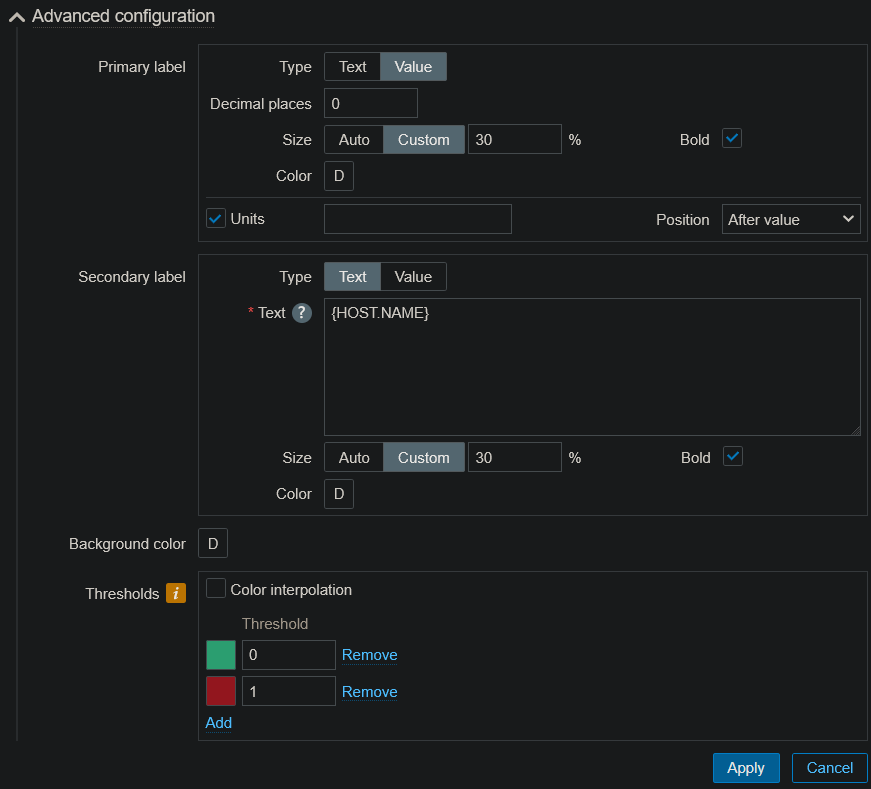 Advanced configuration
Primary label Type Text Value
Decimal places 0
Size Auto Custom 30 % Bold
Color D
Units Position After value
Secondary label Type Text Value
* Text ? {HOST.NAME}
Size Auto Custom 30 % Bold
Color D
Background color D
Thresholds i Color interpolation
Threshold
0 Remove
1 Remove
Add
Apply Cancel